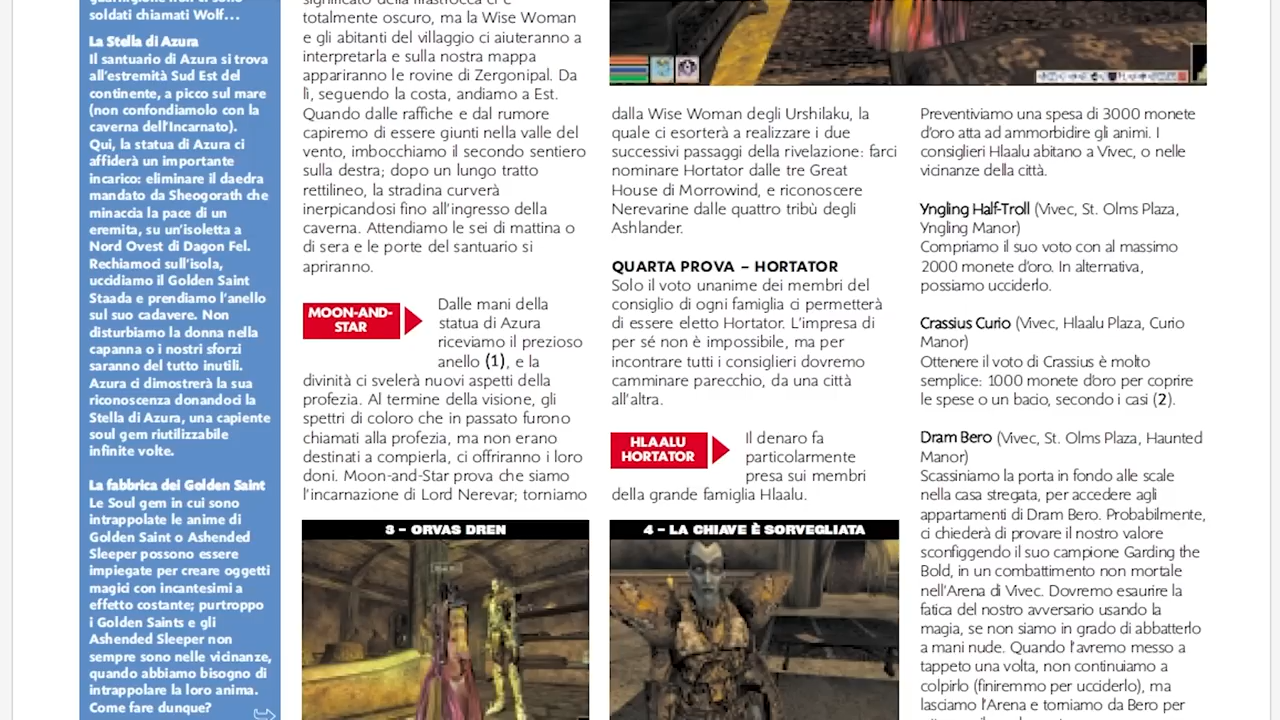 soldati chiamati Wolf...
La Stella di Azura
Il santuario di Azura si trova
all'estremità Sud Est del
continente, a picco sul mare
(non confondiamolo con la
caverna dell'Incarnato).
Qui, la statua di Azura ci
affiderà un importante
incarico: eliminare il daedra
mandato da Sheogorath che
minaccia la pace di un
eremita, su un'isoletta a
Nord Ovest di Dagon Fel.
Rechiamoci sull'isola,
uccidiamo il Golden Saint
Staada e prendiamo l'anello
sul suo cadavere. Non
disturbiamo la donna nella
capanna o i nostri sforzi
saranno del tutto inutili.
Azura ci dimostrerà la sua
riconoscenza donandoci la
Stella di Azura, una capiente
soul gem riutilizzabile
infinite volte.
La fabbrica dei Golden Saint
Le Soul gem in cui sono
intrappolate le anime di
Golden Saint o Ashended
Sleeper possono essere
impiegate per creare oggetti
magici con incantesimi a
effetto costante; purtroppo
i Golden Saints e gli
Ashended Sleeper non
sempre sono nelle vicinanze,
quando abbiamo bisogno di
intrappolare la loro anima.
Come fare dunque?
significato della filastrocca ci è
totalmente oscuro, ma la Wise Woman
e gli abitanti del villaggio ci aiuteranno a
interpretarla e sulla nostra mappa
appariranno le rovine di Zergonipal. Da
lì, seguendo la costa, andiamo a Est.
Quando dalle raffiche e dal rumore
capiremo di essere giunti nella valle del
vento, imbocchiamo il secondo sentiero
sulla destra; dopo un lungo tratto
rettilineo, la stradina curverà
inerpicandosi fino all'ingresso della
caverna. Attendiamo le sei di mattina o
di sera e le porte del santuario si
apriranno.
MOON-AND-
STAR
Dalle mani della
statua di Azura
riceviamo il prezioso
anello (1), e la
divinità ci svelerà nuovi aspetti della
profezia. Al termine della visione, gli
spettri di coloro che in passato furono
chiamati alla profezia, ma non erano
destinati a compierla, ci offriranno i loro
doni. Moon-and-Star prova che siamo
l'incarnazione di Lord Nerevar; torniamo
3 - ORVAS DREN
dalla Wise Woman degli Urshilaku, la
quale ci esorterà a realizzare i due
successivi passaggi della rivelazione: farci
nominare Hortator dalle tre Great
House di Morrowind, e riconoscere
Nerevarine dalle quattro tribù degli
Ashlander.
QUARTA PROVA – HORTATOR
Solo il voto unanime dei membri del
consiglio di ogni famiglia ci permetterà
di essere eletto Hortator. L'impresa di
per sé non è impossibile, ma per
incontrare tutti i consiglieri dovremo
camminare parecchio, da una città
all'altra.
HLAALU
HORTATOR
Il denaro fa
particolarmente
presa sui membri
della grande famiglia Hlaalu.
4 - LA CHIAVE È SORVEGLIATA
Preventiviamo una spesa di 3000 monete
d'oro atta ad ammorbidire gli animi. I
consiglieri Hlaalu abitano a Vivec, o nelle
vicinanze della città.
Yngling Half-Troll (Vivec, St. Olms Plaza,
Yngling Manor)
Compriamo il suo voto con al massimo
2000 monete d'oro. In alternativa,
possiamo ucciderlo.
Crassius Curio (Vivec, Hlaalu Plaza, Curio
Manor)
Ottenere il voto di Crassius è molto
semplice: 1000 monete d'oro per coprire
le spese o un bacio, secondo i casi (2).
Dram Bero (Vivec, St. Olms Plaza, Haunted
Manor)
Scassiniamo la porta in fondo alle scale
nella casa stregata, per accedere agli
appartamenti di Dram Bero. Probabilmente,
ci chiederà di provare il nostro valore
sconfiggendo il suo campione Garding the
Bold, in un combattimento non mortale
nell'Arena di Vivec. Dovremo esaurire la
fatica del nostro avversario usando la
magia, se non siamo in grado di abbatterlo
a mani nude. Quando l'avremo messo a
tappeto una volta, non continuiamo a
colpirlo (finiremmo per ucciderlo), ma
lasciamo l'Arena e torniamo da Bero per